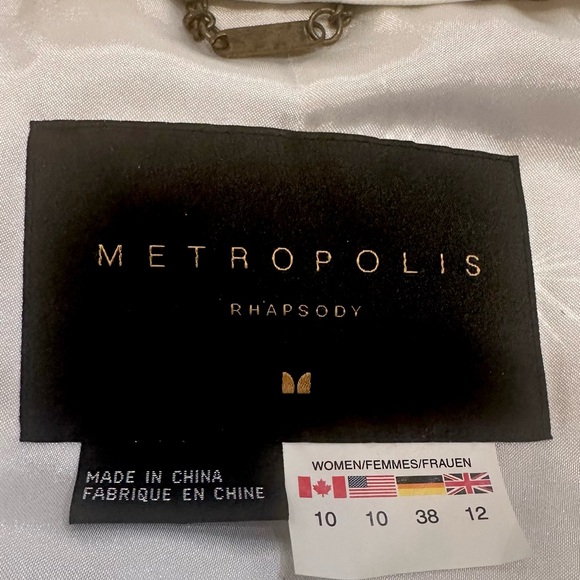 METROPOLIS
RHAPSODY
MADE IN CHINA
FABRIQUE EN CHINE
WOMEN/FEMMES/FRAUEN
10 10 38 12